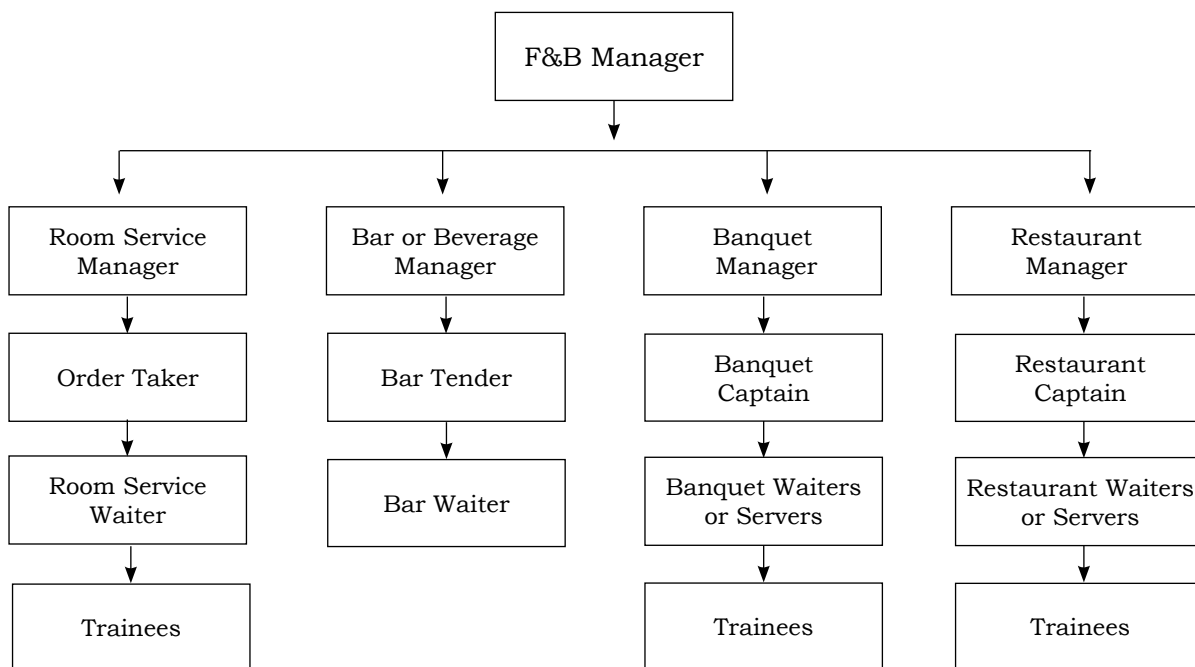 F&B Manager
Room Service
Manager
Bar or Beverage
Manager
Banquet
Manager
Restaurant
Manager
Order Taker
Bar Tender
Banquet
Captain
Restaurant
Captain
Room Service
Waiter
Bar Waiter
Banquet Waiters
or Servers
Restaurant Waiters
or Servers
Trainees
Trainees
Trainees